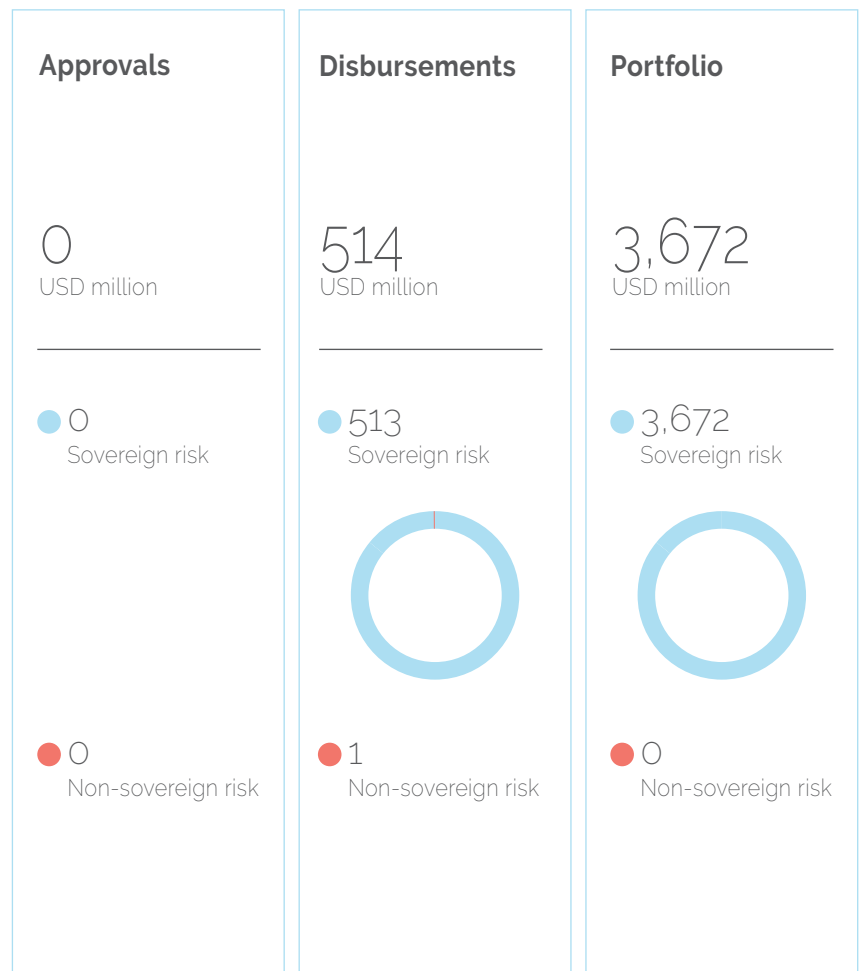 Approvals
0
USD million
0
Sovereign risk
0
Non-sovereign risk
Disbursements
514
USD million
513
Sovereign risk
1
Non-sovereign risk
Portfolio
3,672
USD million
3,672
Sovereign risk
0
Non-sovereign risk